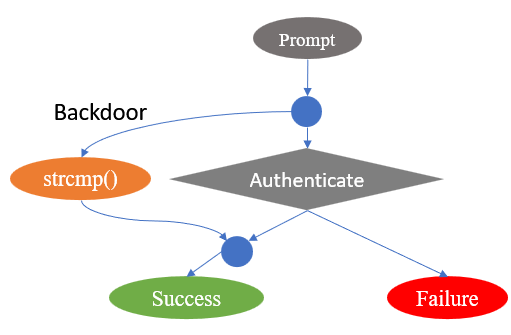 Prompt
Backdoor
strcmp()
Authenticate
Success
Failure